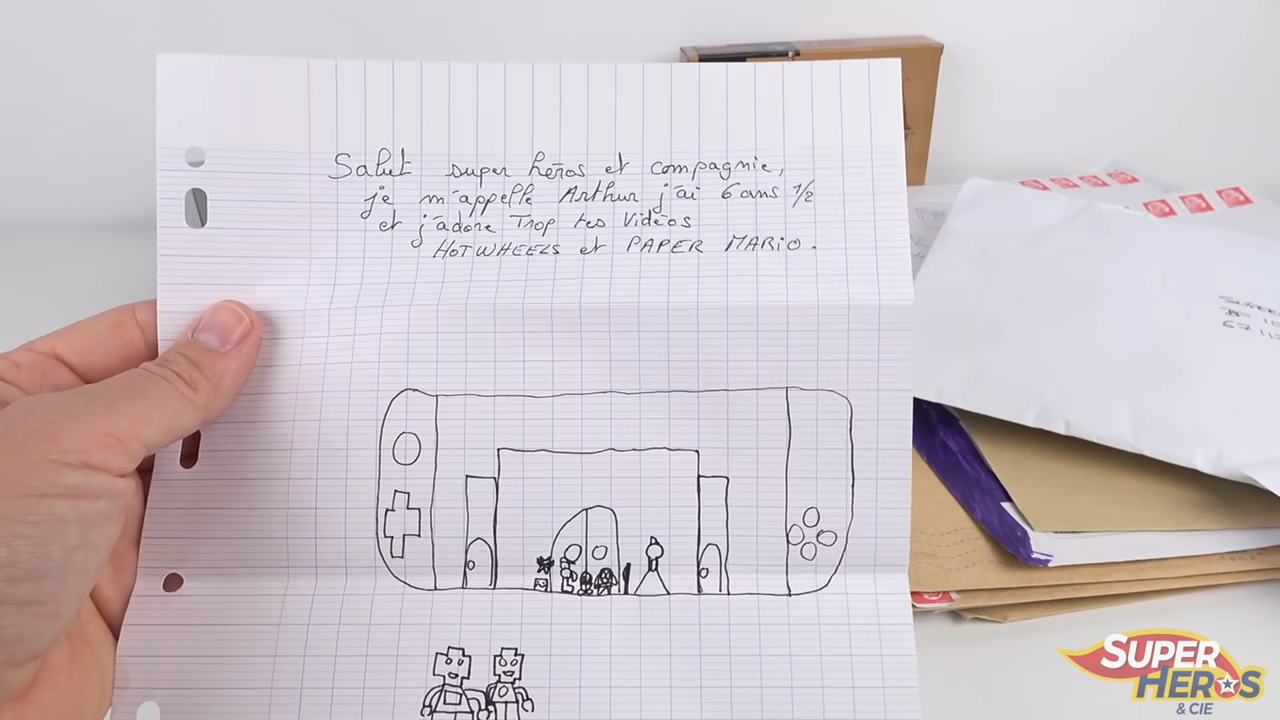 Salut super héros et compagnie,
je m'appelle Arthur j'ai 6 ans 1/2
et j'adore Trop tes vidéos
HOTWHEELS et PAPER MARIO.
SUPER
HEROS
& CIE